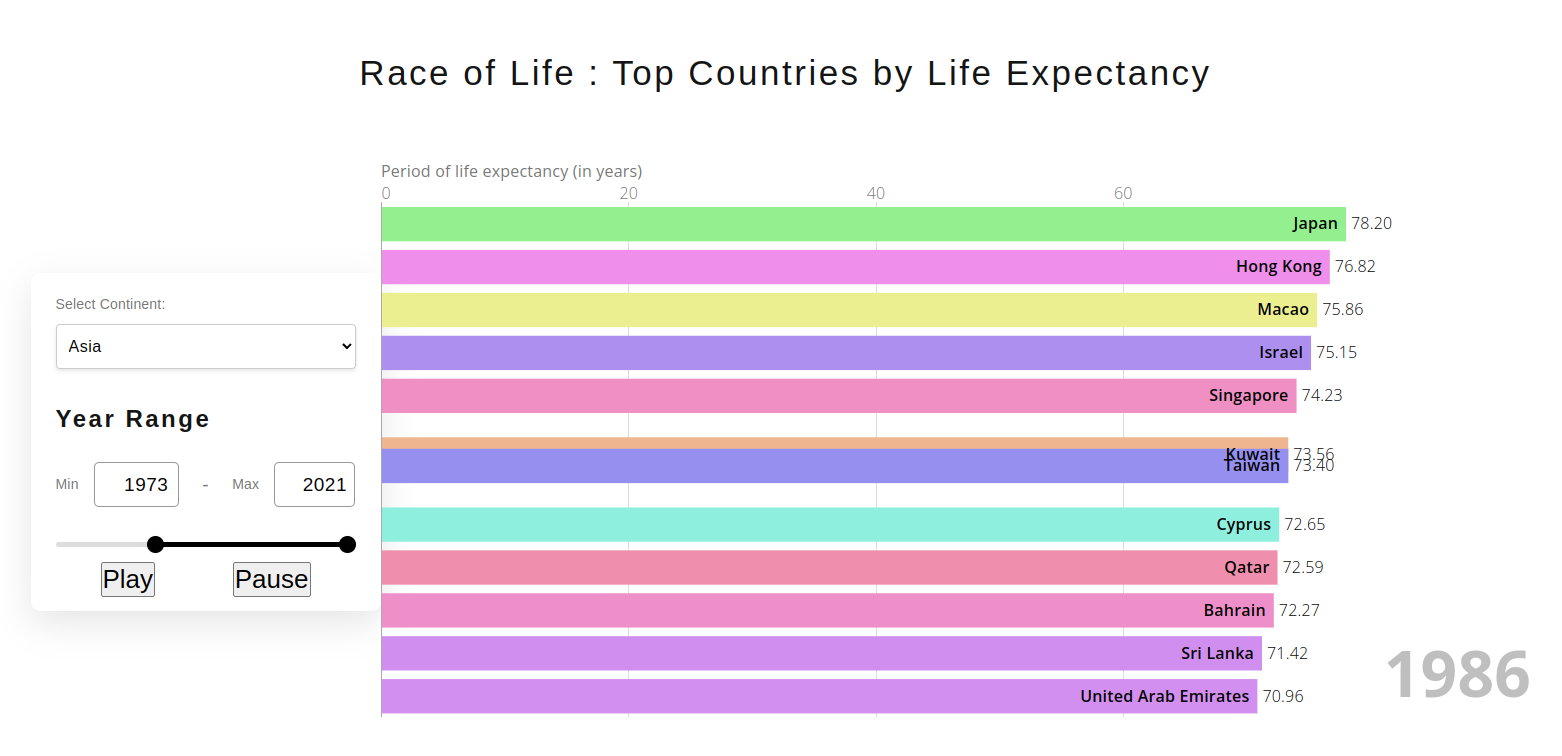 Race of Life : Top Countries by Life Expectancy
Period of life expectancy (in years)
0 20 40 60
Japan 78.20
Hong Kong 76.82
Macao 75.86
Israel 75.15
Singapore 74.23
Kuwait 73.56
Taiwan 73.40
Cyprus 72.65
Qatar 72.59
Bahrain 72.27
Sri Lanka 71.42
United Arab Emirates 70.96
1986
Select Continent:
Asia
Year Range
Min 1973 - Max 2021
Play Pause